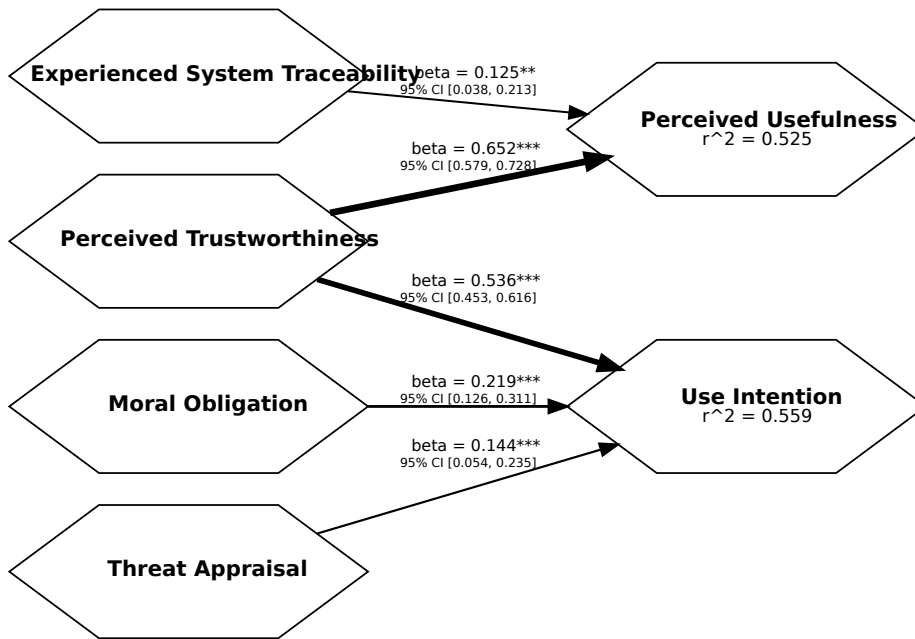 Experienced System Traceability
beta = 0.125**
95% CI [0.038, 0.213]
Perceived Usefulness
r^2 = 0.525
beta = 0.652***
95% CI [0.579, 0.728]
Perceived Trustworthiness
beta = 0.536***
95% CI [0.453, 0.616]
Moral Obligation
beta = 0.219***
95% CI [0.126, 0.311]
Use Intention
r^2 = 0.559
beta = 0.144***
95% CI [0.054, 0.235]
Threat Appraisal